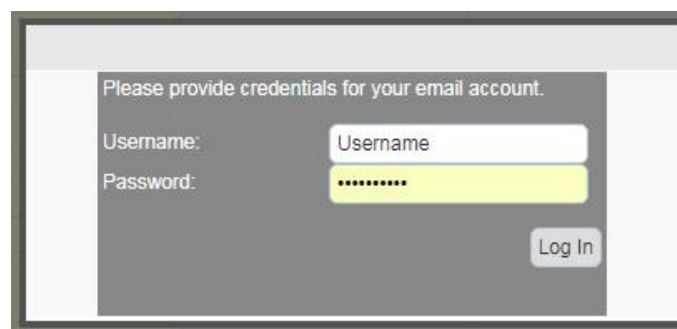 Please provide credentials for your email account.
Username: Username
Password: ••••••••••
Log In